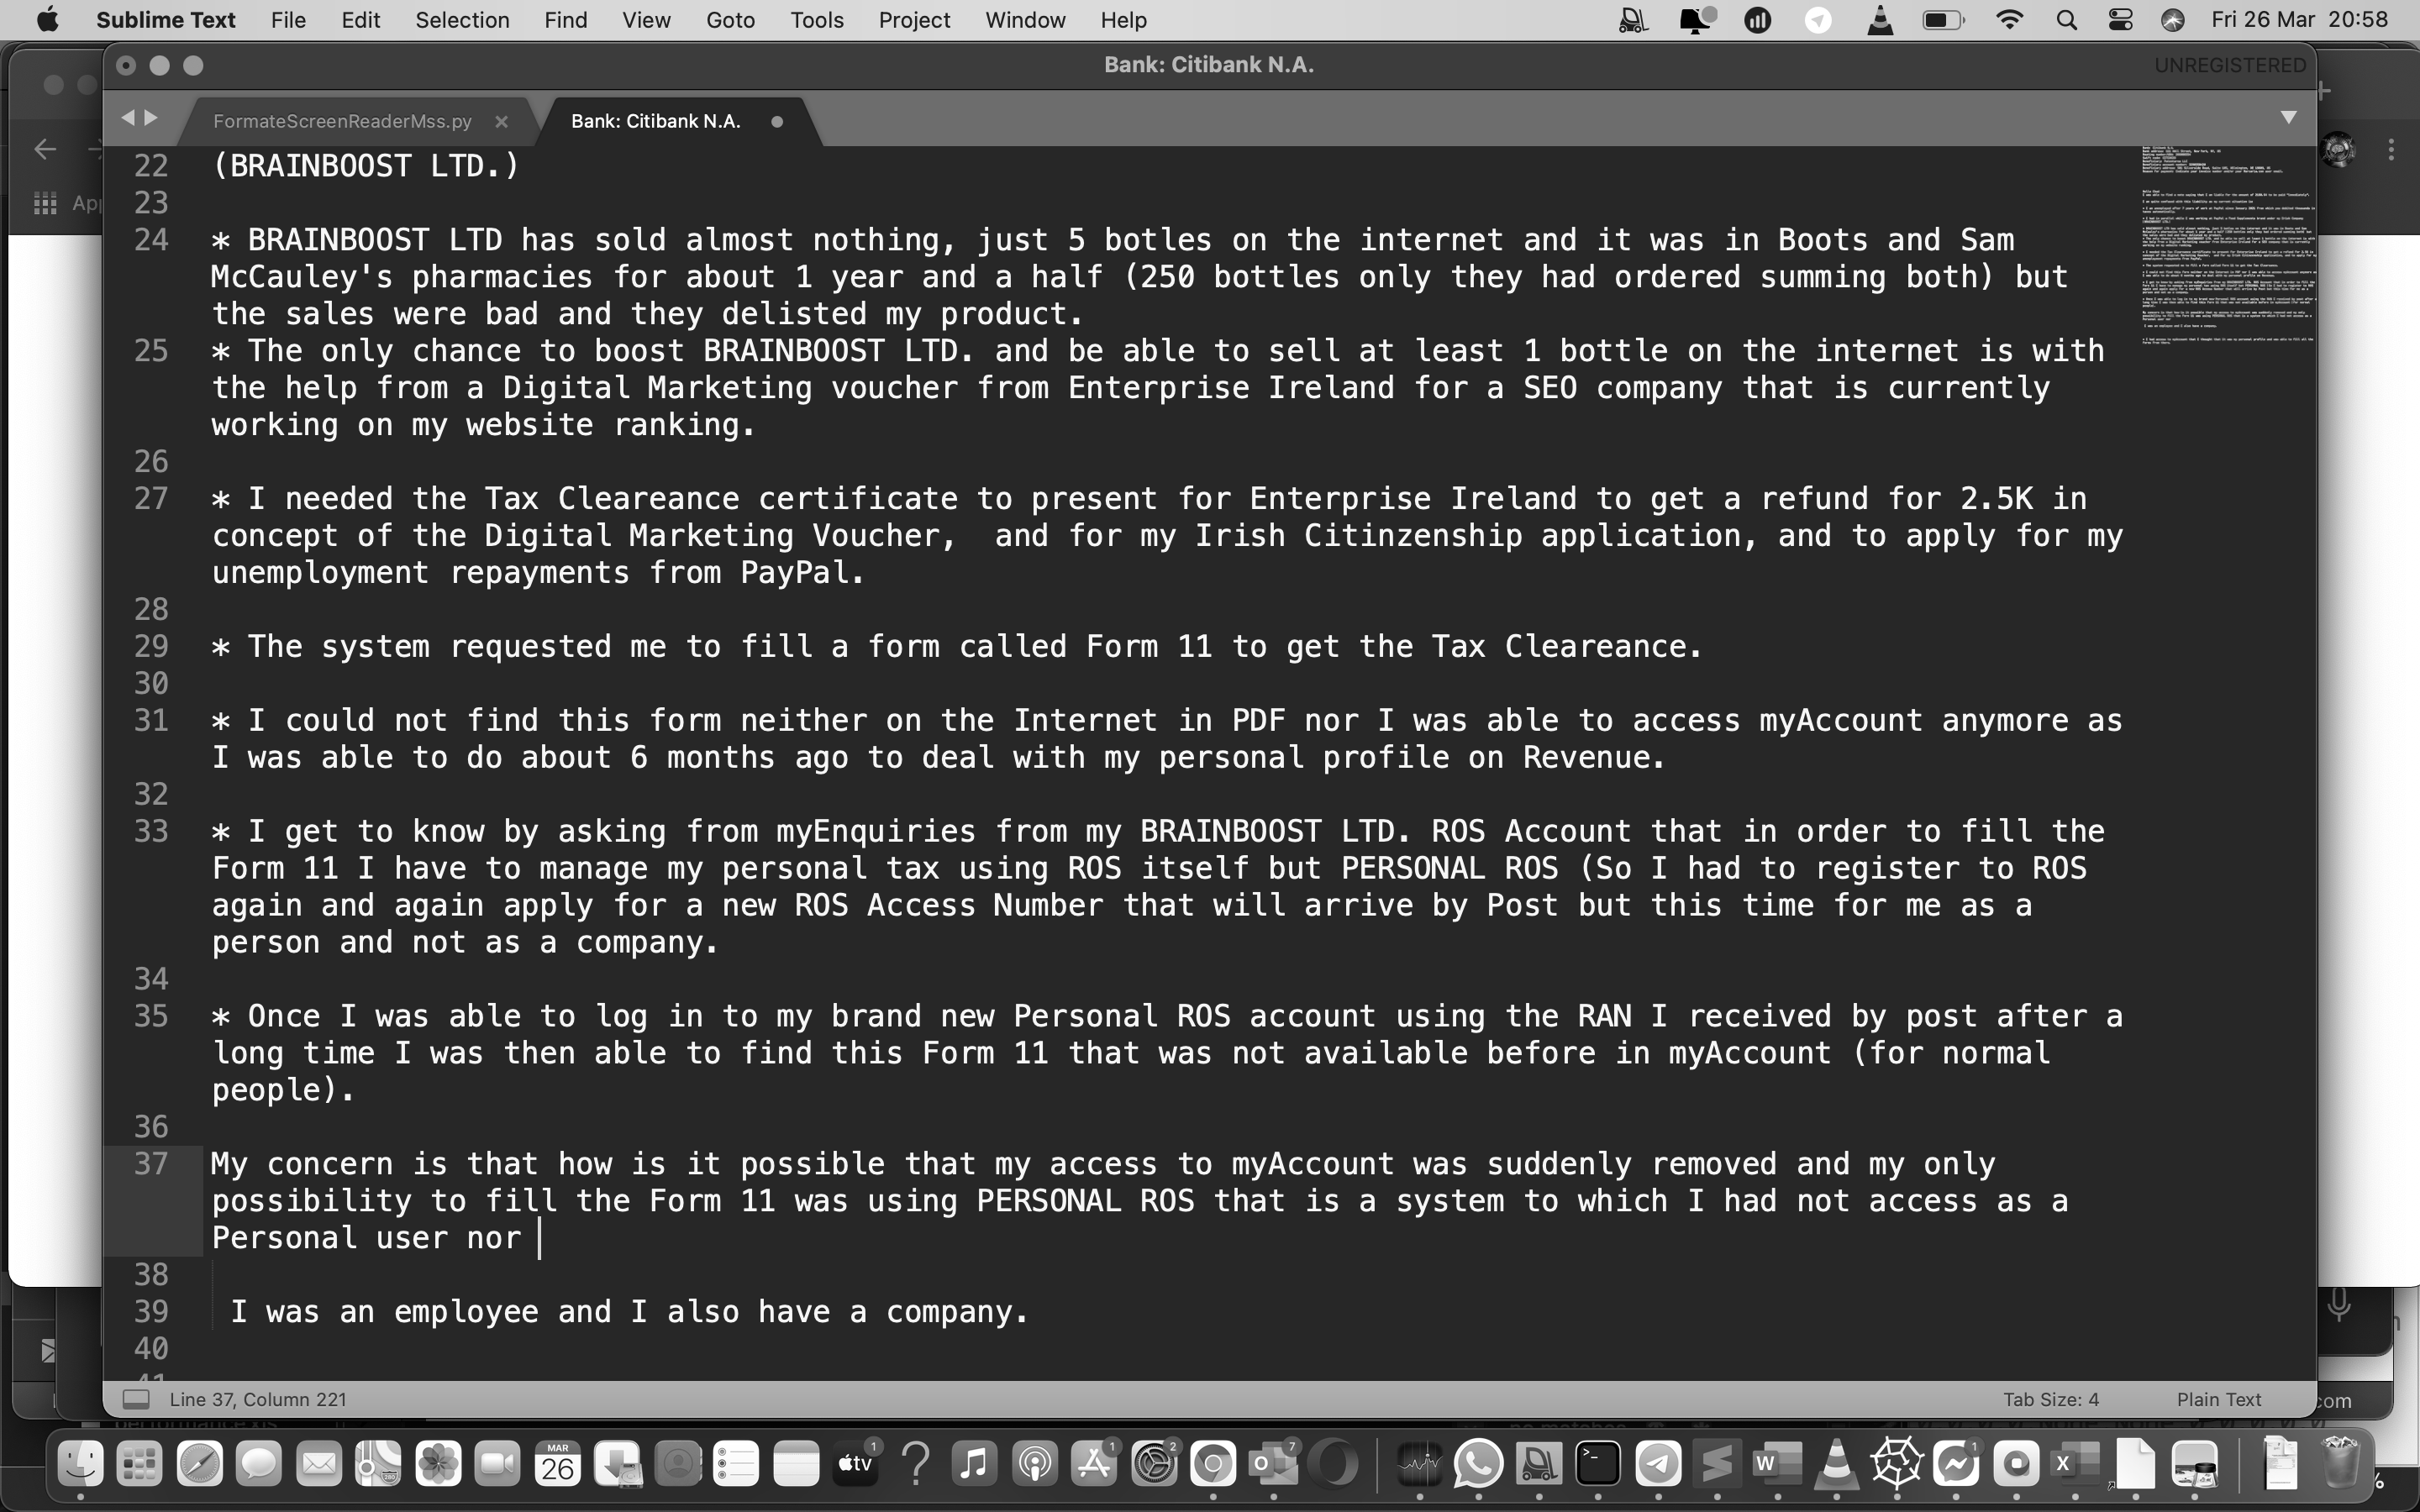 Sublime Text File Edit Selection Find View Goto Tools Project Window Help Fri 26 Mar 20:58
Bank: Citibank N.A. UNREGISTERED
FormateScreenReaderMss.py Bank: Citibank N.A.
22 (BRAINBOOST LTD.)
23
24 * BRAINBOOST LTD has sold almost nothing, just 5 botles on the internet and it was in Boots and Sam
McCauley's pharmacies for about 1 year and a half (250 bottles only they had ordered summing both) but
the sales were bad and they delisted my product.
25 * The only chance to boost BRAINBOOST LTD. and be able to sell at least 1 bottle on the internet is with
the help from a Digital Marketing voucher from Enterprise Ireland for a SEO company that is currently
working on my website ranking.
26
27 * I needed the Tax Cleareance certificate to present for Enterprise Ireland to get a refund for 2.5K in
concept of the Digital Marketing Voucher,  and for my Irish Citinzenship application, and to apply for my
unemployment repayments from PayPal.
28
29 * The system requested me to fill a form called Form 11 to get the Tax Cleareance.
30
31 * I could not find this form neither on the Internet in PDF nor I was able to access myAccount anymore as
I was able to do about 6 months ago to deal with my personal profile on Revenue.
32
33 * I get to know by asking from myEnquiries from my BRAINBOOST LTD. ROS Account that in order to fill the
Form 11 I have to manage my personal tax using ROS itself but PERSONAL ROS (So I had to register to ROS
again and again apply for a new ROS Access Number that will arrive by Post but this time for me as a
person and not as a company.
34
35 * Once I was able to log in to my brand new Personal ROS account using the RAN I received by post after a
long time I was then able to find this Form 11 that was not available before in myAccount (for normal
people).
36
37 My concern is that how is it possible that my access to myAccount was suddenly removed and my only
possibility to fill the Form 11 was using PERSONAL ROS that is a system to which I had not access as a
Personal user nor
38
39 I was an employee and I also have a company.
40
41
Line 37, Column 221 Tab Size: 4 Plain Text